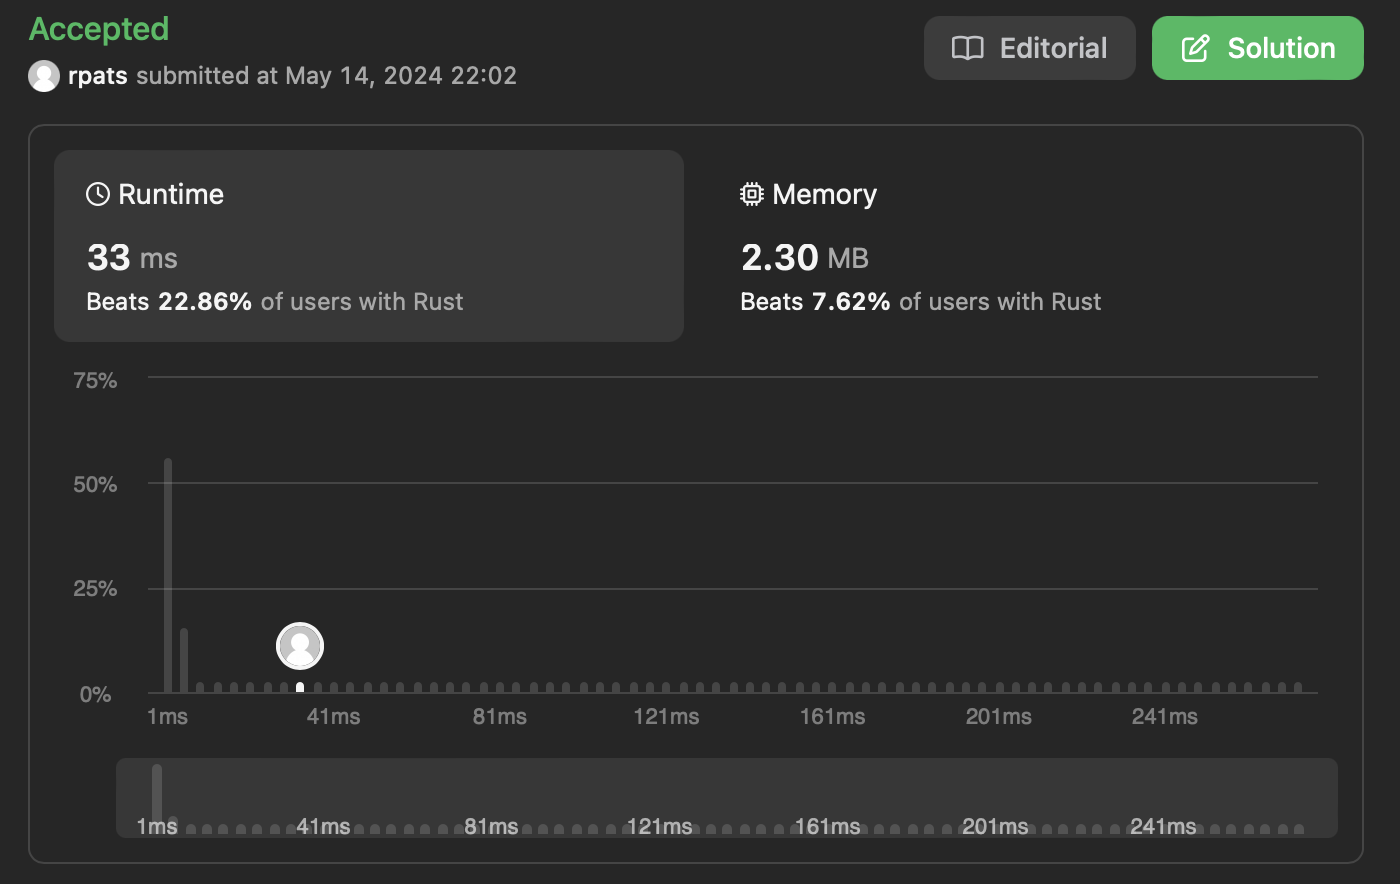 Accepted
rpats submitted at May 14, 2024 22:02
Editorial
Solution
Runtime
33 ms
Beats 22.86% of users with Rust
Memory
2.30 MB
Beats 7.62% of users with Rust
75%
50%
25%
0%
1ms 41ms 81ms 121ms 161ms 201ms 241ms
1ms 41ms 81ms 121ms 161ms 201ms 241ms